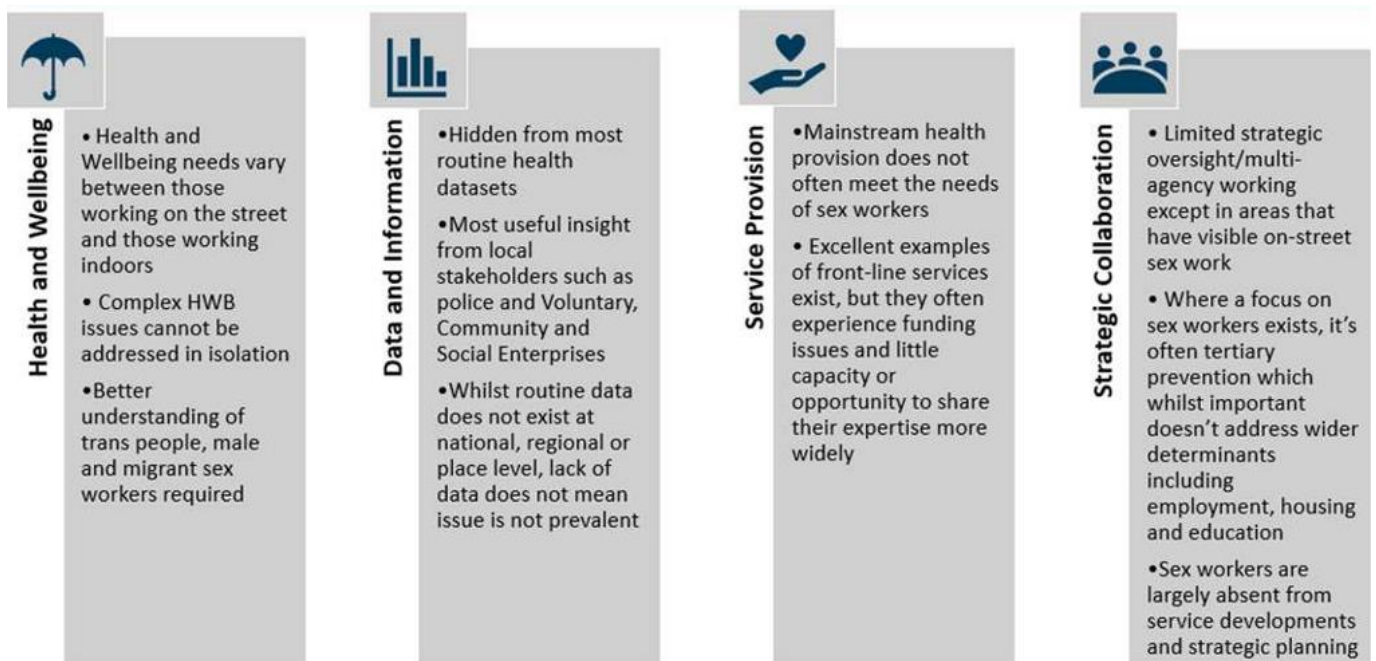 Health and Wellbeing
• Health and
Wellbeing needs vary
between those
working on the street
and those working
indoors
• Complex HWB
issues cannot be
addressed in isolation
•Better
understanding of
trans people, male
and migrant sex
workers required
Data and Information
•Hidden from most
routine health
datasets
•Most useful insight
from local
stakeholders such as
police and Voluntary,
Community and
Social Enterprises
•Whilst routine data
does not exist at
national, regional or
place level, lack of
data does not mean
issue is not prevalent
Service Provision
•Mainstream health
provision does not
often meet the needs
of sex workers
• Excellent examples
of front-line services
exist, but they often
experience funding
issues and little
capacity or
opportunity to share
their expertise more
widely
Strategic Collaboration
• Limited strategic
oversight/multi-
agency working
except in areas that
have visible on-street
sex work
• Where a focus on
sex workers exists, it’s
often tertiary
prevention which
whilst important
doesn’t address wider
determinants
including
employment, housing
and education
•Sex workers are
largely absent from
service developments
and strategic planning